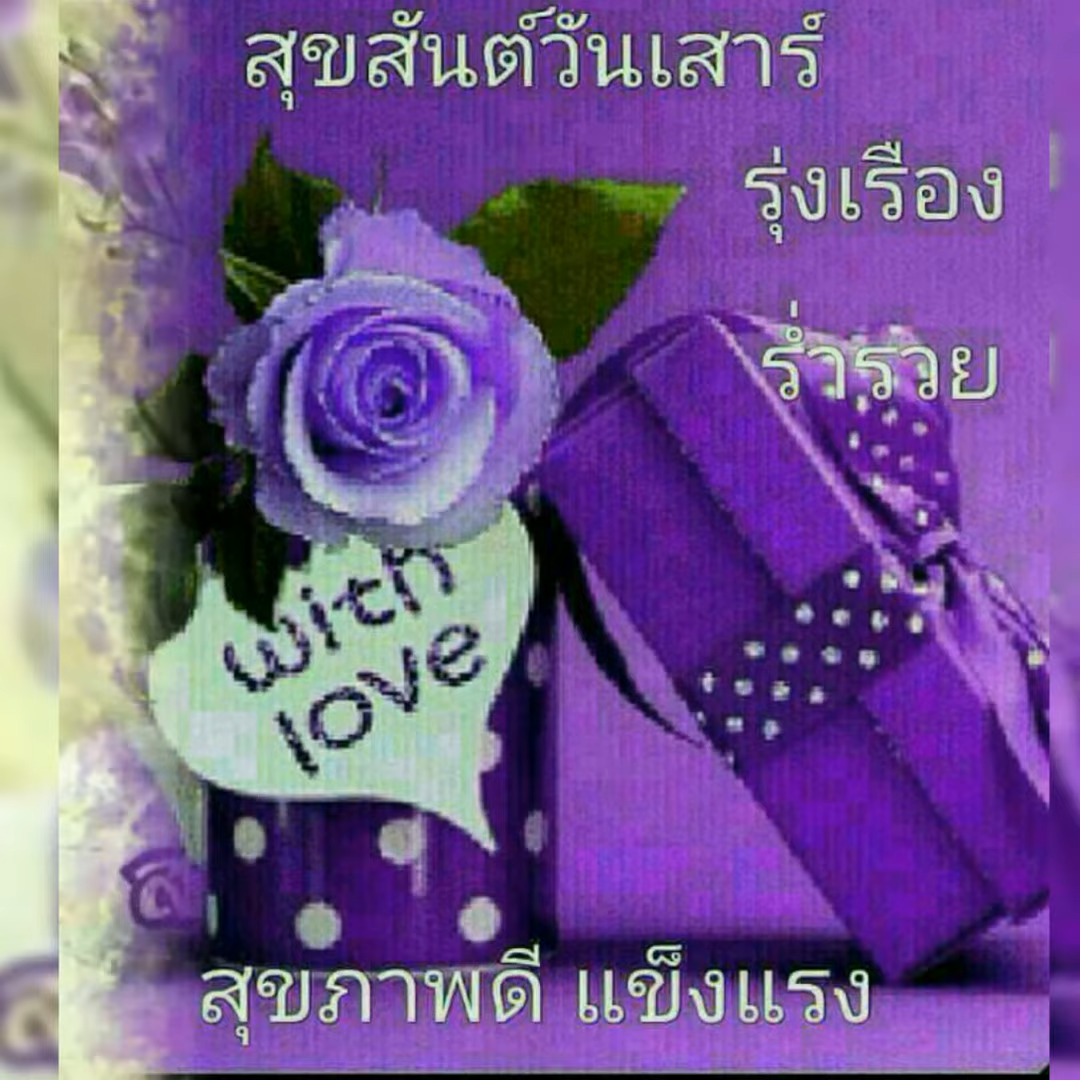 สุขสันต์วันเสาร์
รุ่งเรือง
ร่ำรวย
with
love
สุขภาพดี แข็งแรง